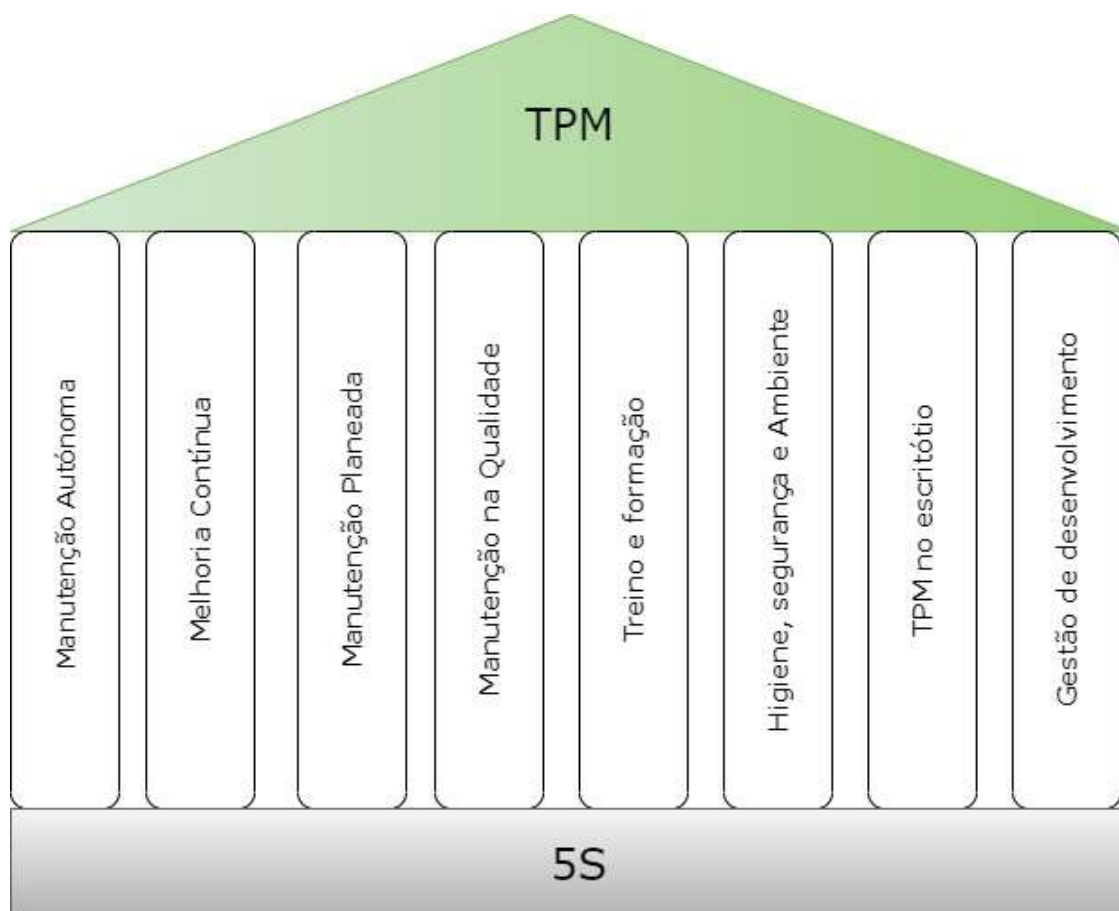 TPM
Manutenção Autónoma
Melhoria Contínua
Manutenção Planeada
Manutenção na Qualidade
Treino e formação
Higiene, segurança e Ambiente
TPM no escritótio
Gestão de desenvolvimento
5S